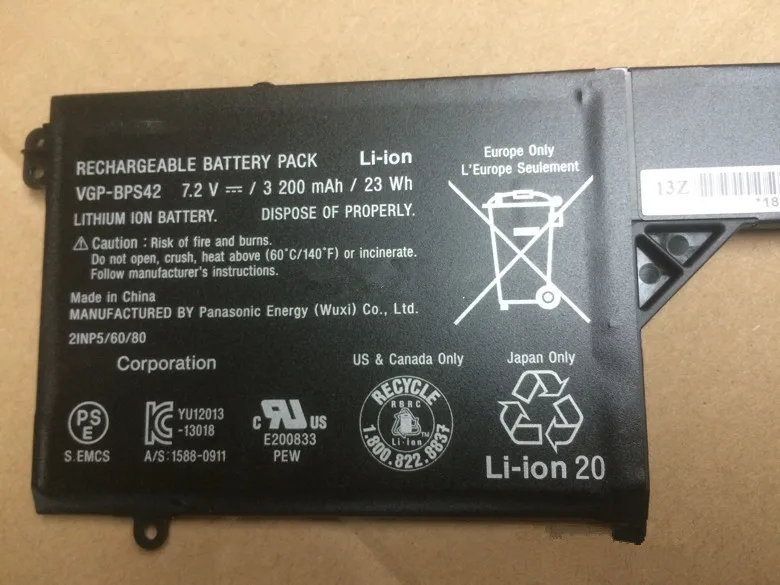 RECHARGEABLE BATTERY PACK Li-ion
VGP-BPS42 7.2 V ⎓ / 3 200 mAh / 23 Wh
LITHIUM ION BATTERY. DISPOSE OF PROPERLY.
⚠ Caution : Risk of fire and burns.
Do not open, crush, heat above (60°C/140°F) or incinerate.
Follow manufacturer's instructions.
Made in China
MANUFACTURED BY Panasonic Energy (Wuxi) Co., Ltd.
2INP5/60/80
Corporation
Europe Only
L'Europe Seulement
13Z
*18
US & Canada Only
Japan Only
PS
E
S.EMCS
YU12013
-13018
A/S:1588-0911
c UR US
E200833
PEW
RECYCLE
RBRC
Li-Ion
1.800.822.8837
Li-ion 20